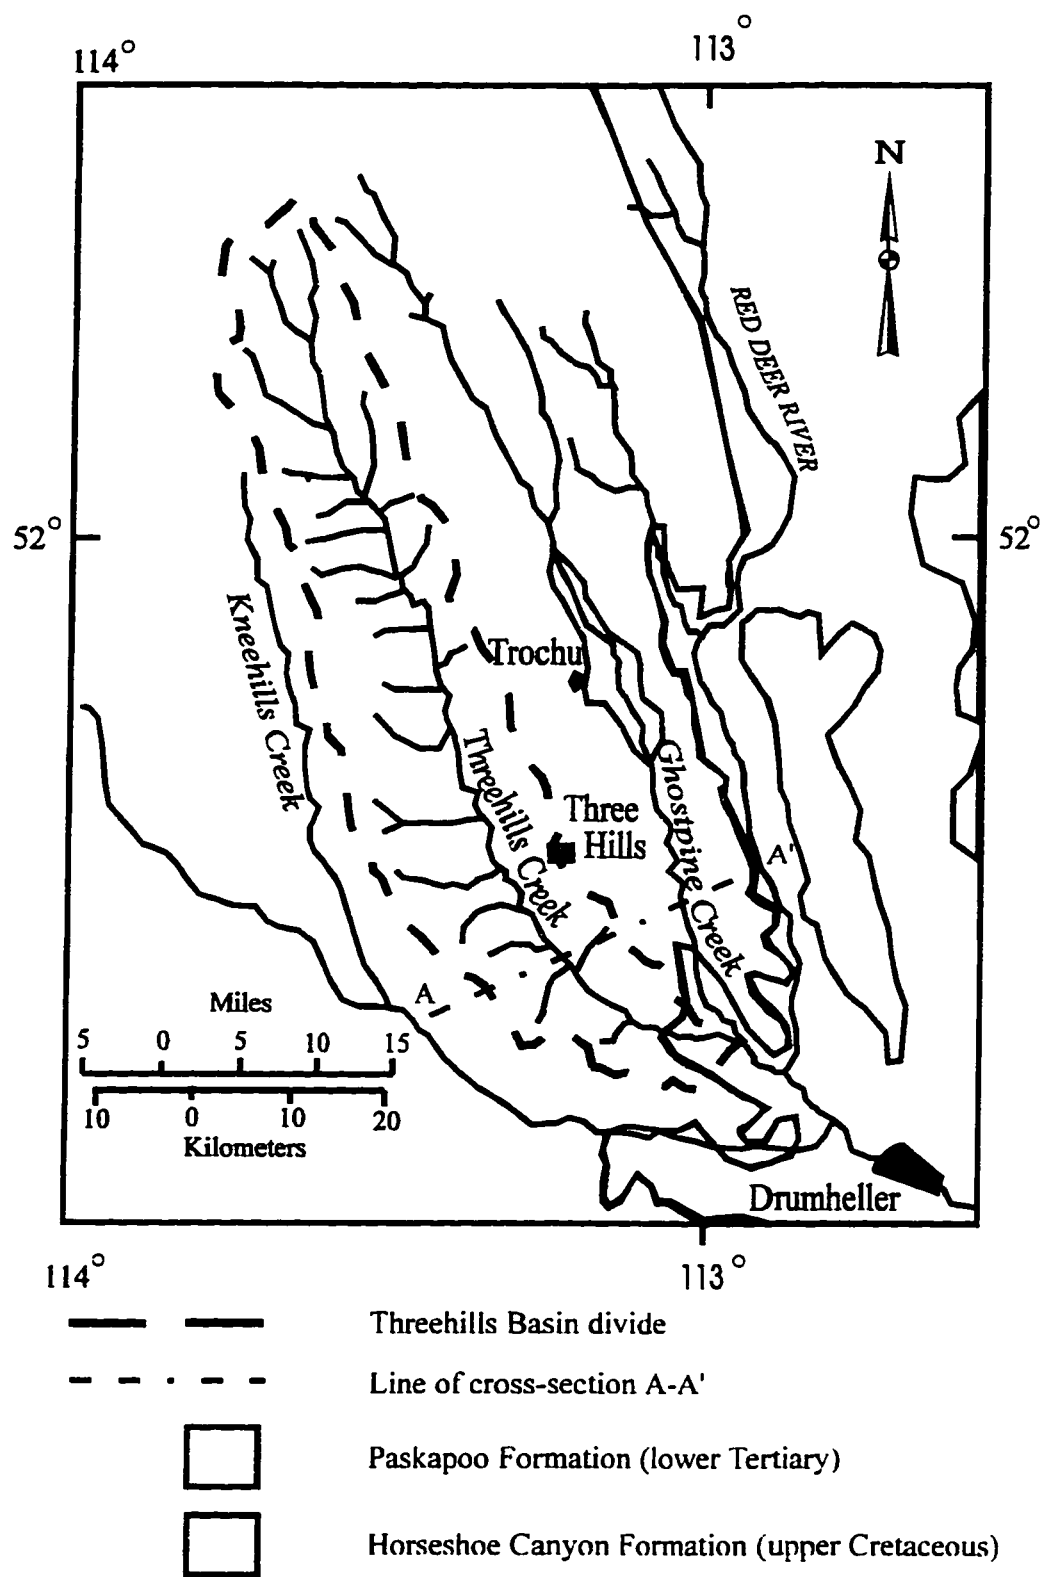 114°
113°
N
RED DEER RIVER
52°
52°
Kneehills Creek
Trochu
Threehills Creek
Ghostpine Creek
Three
Hills
A'
A
Miles
5 0 5 10 15
10 0 10 20
Kilometers
Drumheller
114°
113°
Threehills Basin divide
Line of cross-section A-A'
Paskapoo Formation (lower Tertiary)
Horseshoe Canyon Formation (upper Cretaceous)